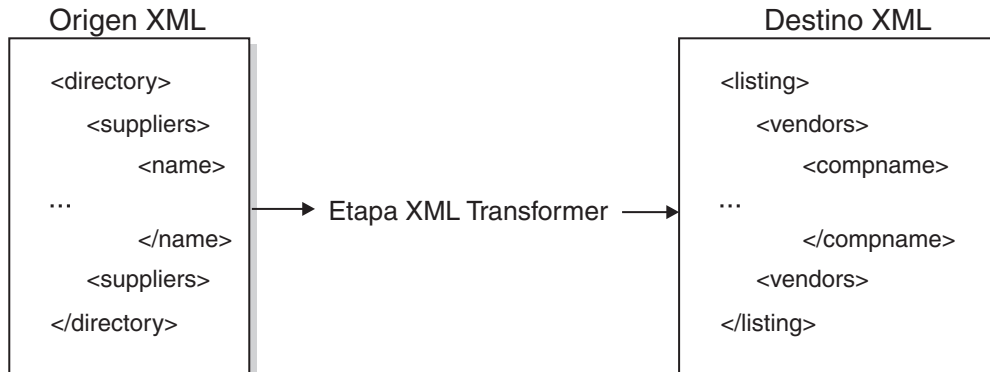 Origen XML
<directory>
<suppliers>
<name>
...
</name>
<suppliers>
</directory>
Etapa XML Transformer
Destino XML
<listing>
<vendors>
<compname>
...
</compname>
<vendors>
</listing>